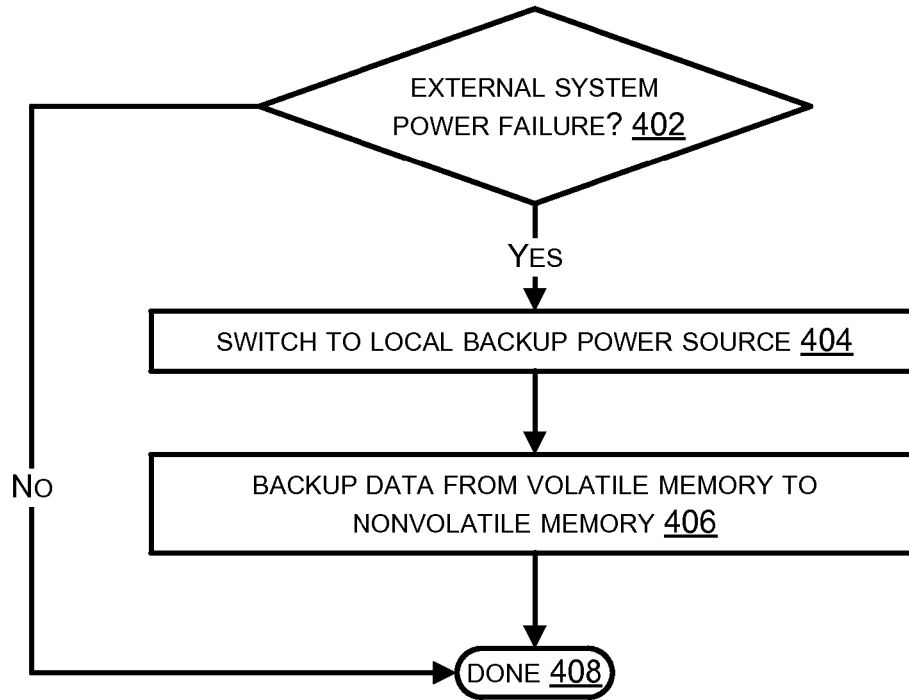 EXTERNAL SYSTEM
POWER FAILURE? 402
YES
SWITCH TO LOCAL BACKUP POWER SOURCE 404
NO
BACKUP DATA FROM VOLATILE MEMORY TO
NONVOLATILE MEMORY 406
DONE 408